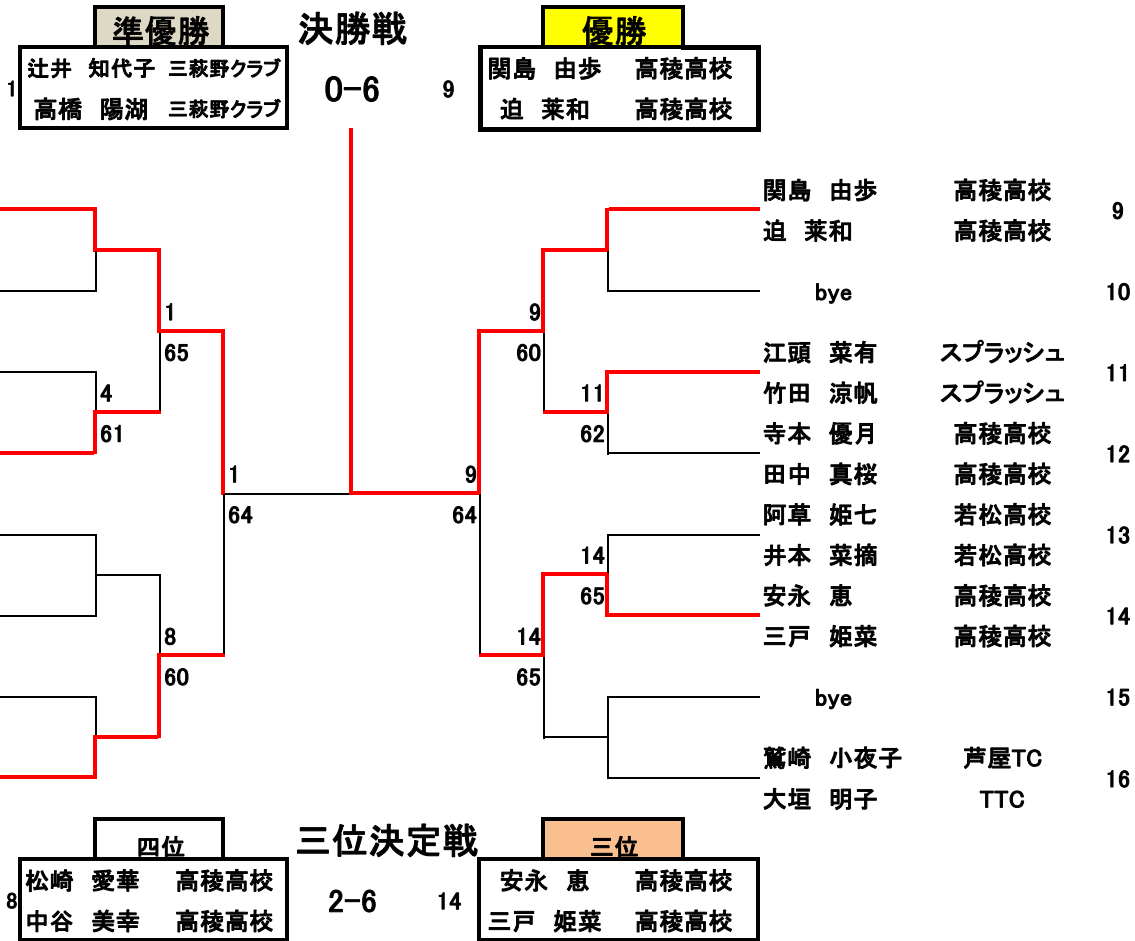 準優勝 決勝戦 優勝
1 辻井 知代子 三萩野クラブ 0-6 9 関島 由歩 高稜高校
高橋 陽湖 三萩野クラブ 迫 莱和 高稜高校
関島 由歩 高稜高校 9
迫 莱和 高稜高校
bye 10
1 9
65 60
江頭 菜有 スプラッシュ 11
4 11 竹田 涼帆 スプラッシュ
61 62 寺本 優月 高稜高校 12
1 9 田中 真桜 高稜高校
64 64 阿草 姫七 若松高校 13
14 井本 菜摘 若松高校
65 安永 恵 高稜高校 14
8 14 三戸 姫菜 高稜高校
60 65
bye 15
鷲崎 小夜子 芦屋TC 16
大垣 明子 TTC
四位 三位決定戦 三位
8 松崎 愛華 高稜高校 2-6 14 安永 恵 高稜高校
中谷 美幸 高稜高校 三戸 姫菜 高稜高校